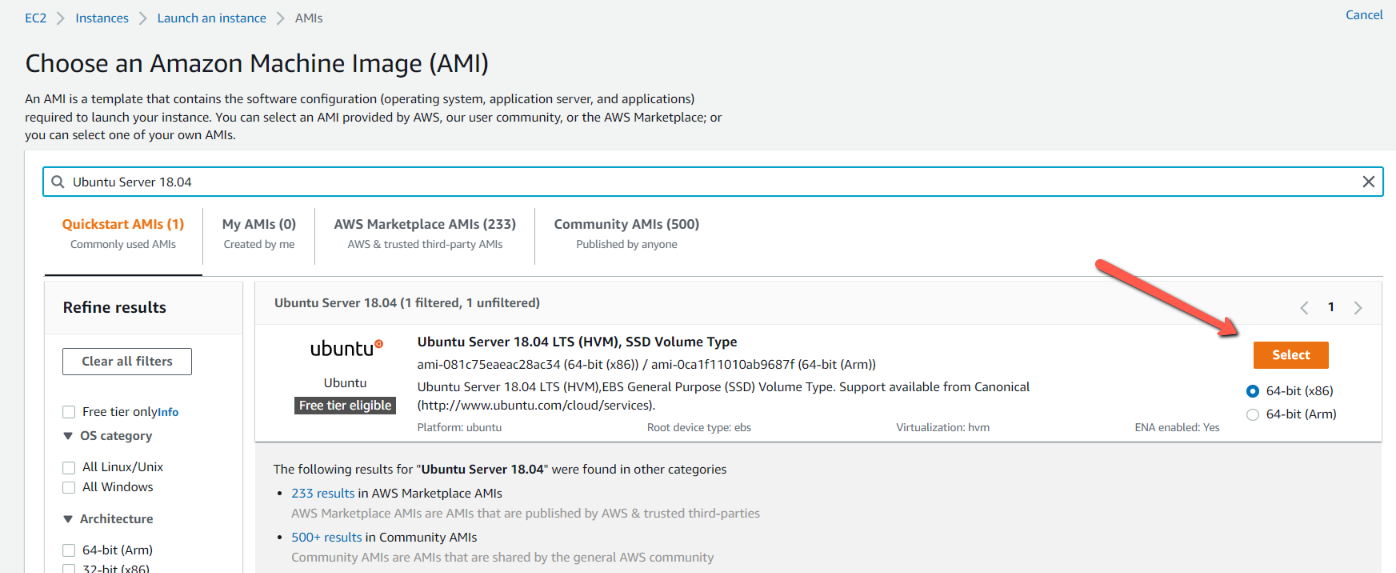 EC2 > Instances > Launch an instance > AMIs
Cancel
Choose an Amazon Machine Image (AMI)
An AMI is a template that contains the software configuration (operating system, application server, and applications)
required to launch your instance. You can select an AMI provided by AWS, our user community, or the AWS Marketplace; or
you can select one of your own AMIs.
Ubuntu Server 18.04
Quickstart AMIs (1)
Commonly used AMIs
My AMIs (0)
Created by me
AWS Marketplace AMIs (233)
AWS & trusted third-party AMIs
Community AMIs (500)
Published by anyone
Refine results
Clear all filters
Free tier onlyInfo
OS category
All Linux/Unix
All Windows
Architecture
64-bit (Arm)
32-bit (x86)
Ubuntu Server 18.04 (1 filtered, 1 unfiltered)
1
ubuntu
Ubuntu
Free tier eligible
Ubuntu Server 18.04 LTS (HVM), SSD Volume Type
ami-081c75eaeac28ac34 (64-bit (x86)) / ami-0ca1f11010ab9687f (64-bit (Arm))
Ubuntu Server 18.04 LTS (HVM),EBS General Purpose (SSD) Volume Type. Support available from Canonical
(http://www.ubuntu.com/cloud/services).
Platform: ubuntu
Root device type: ebs
Virtualization: hvm
ENA enabled: Yes
Select
64-bit (x86)
64-bit (Arm)
The following results for "Ubuntu Server 18.04" were found in other categories
• 233 results in AWS Marketplace AMIs
AWS Marketplace AMIs are AMIs that are published by AWS & trusted third-parties
• 500+ results in Community AMIs
Community AMIs are AMIs that are shared by the general AWS community